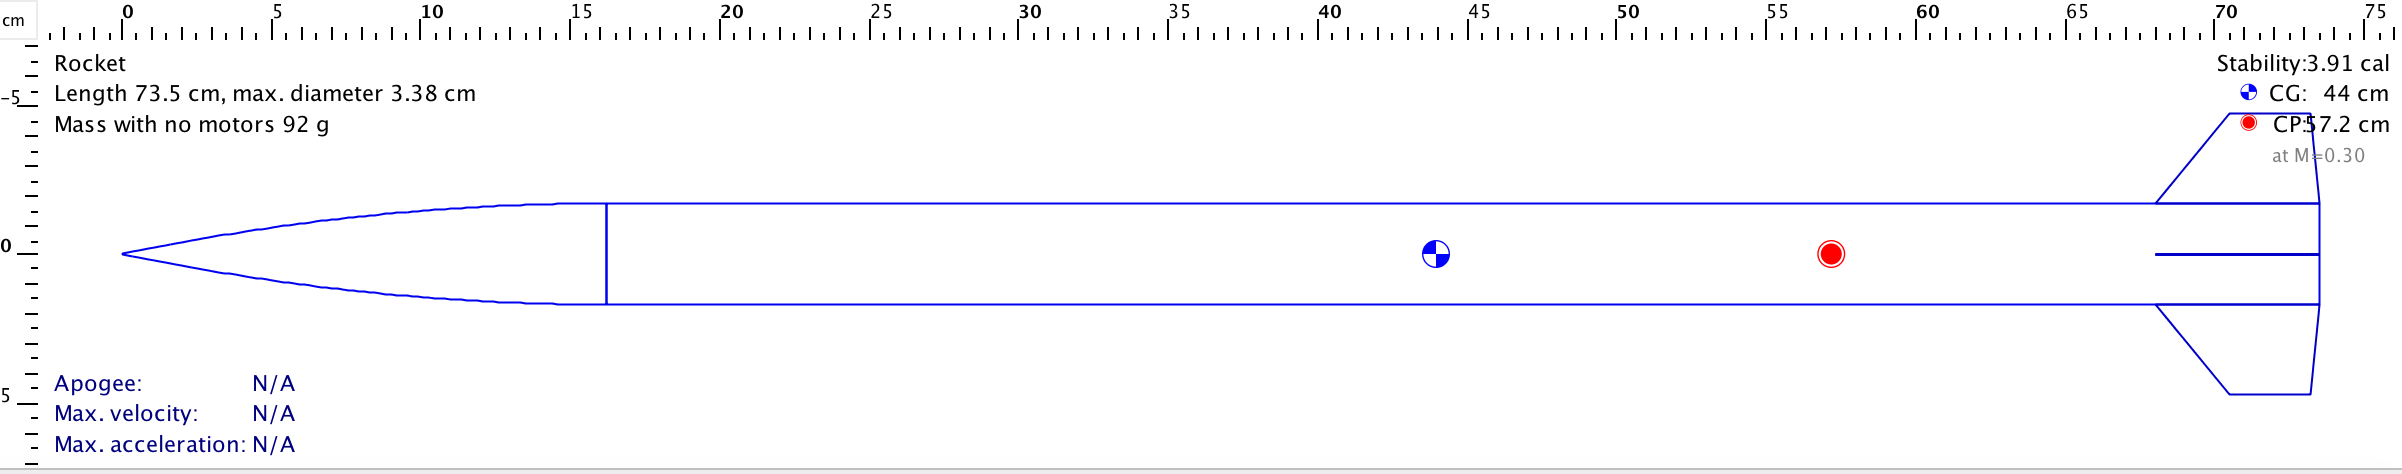 cm
0 5 10 15 20 25 30 35 40 45 50 55 60 65 70 75
Rocket
Length 73.5 cm, max. diameter 3.38 cm
Mass with no motors 92 g
Stability:3.91 cal
CG: 44 cm
CP:57.2 cm
at M=0.30
-5
0
5
Apogee: N/A
Max. velocity: N/A
Max. acceleration: N/A